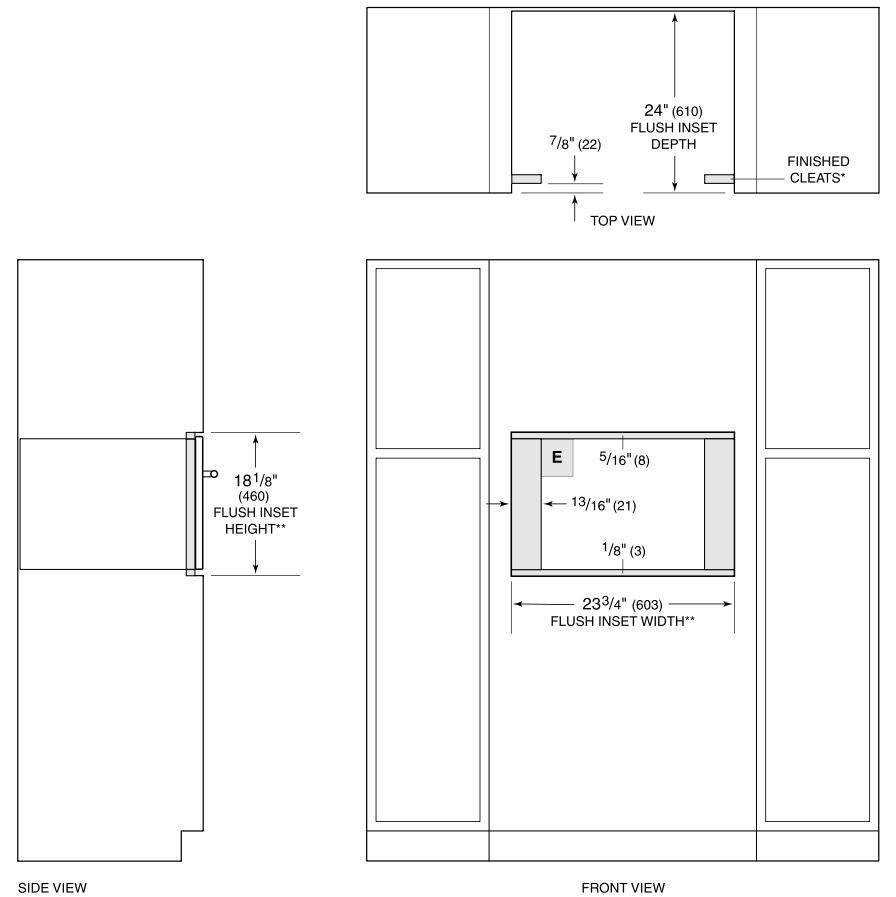 24" (610)
FLUSH INSET
DEPTH
7/8" (22)
FINISHED
CLEATS*
TOP VIEW
18 1/8"
(460)
FLUSH INSET
HEIGHT**
E
5/16" (8)
13/16" (21)
1/8" (3)
23 3/4" (603)
FLUSH INSET WIDTH**
SIDE VIEW
FRONT VIEW